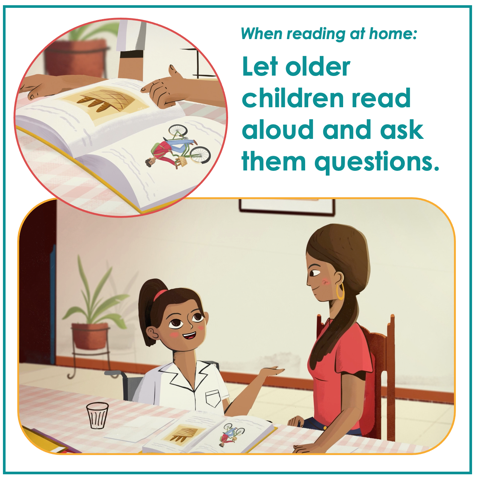 When reading at home:
Let older
children read
aloud and ask
them questions.